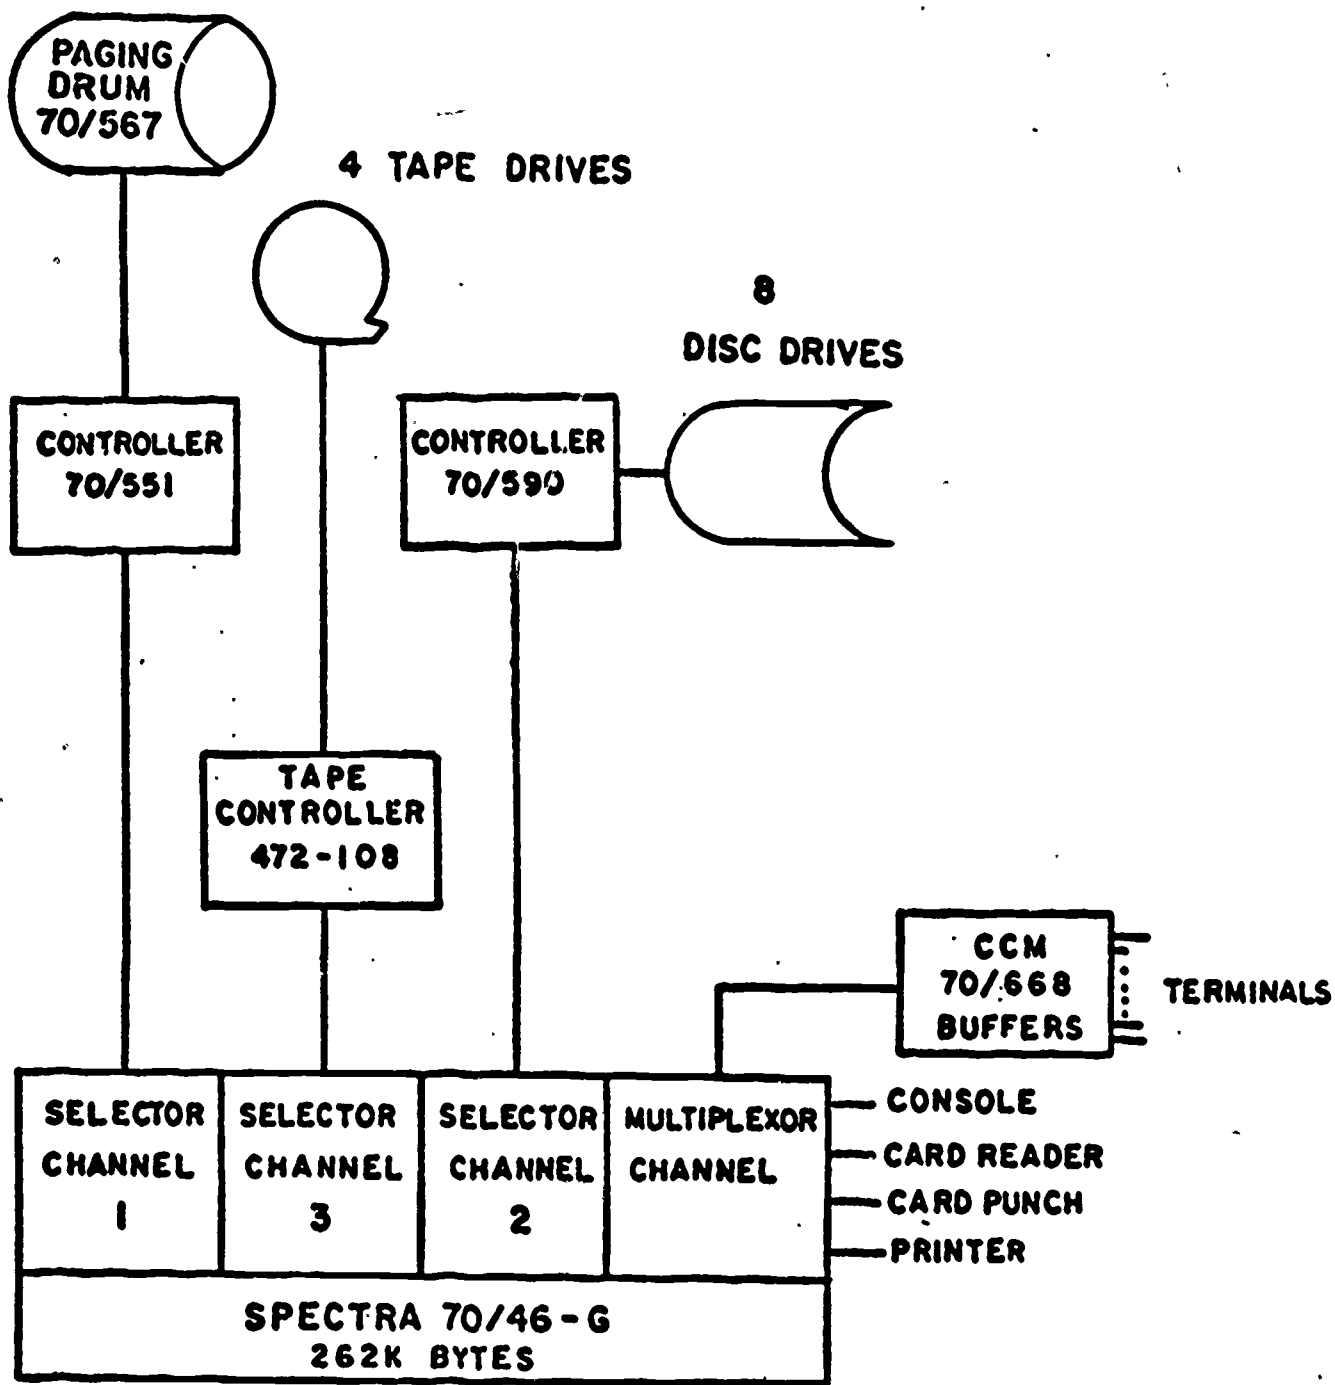 PAGING
DRUM
70/567
4 TAPE DRIVES
8
DISC DRIVES
CONTROLLER
70/551
CONTROLLER
70/590
TAPE
CONTROLLER
472-108
CCM
70/668
BUFFERS
TERMINALS
SELECTOR
CHANNEL
1
SELECTOR
CHANNEL
3
SELECTOR
CHANNEL
2
MULTIPLEXOR
CHANNEL
CONSOLE
CARD READER
CARD PUNCH
PRINTER
SPECTRA 70/46-G
262K BYTES